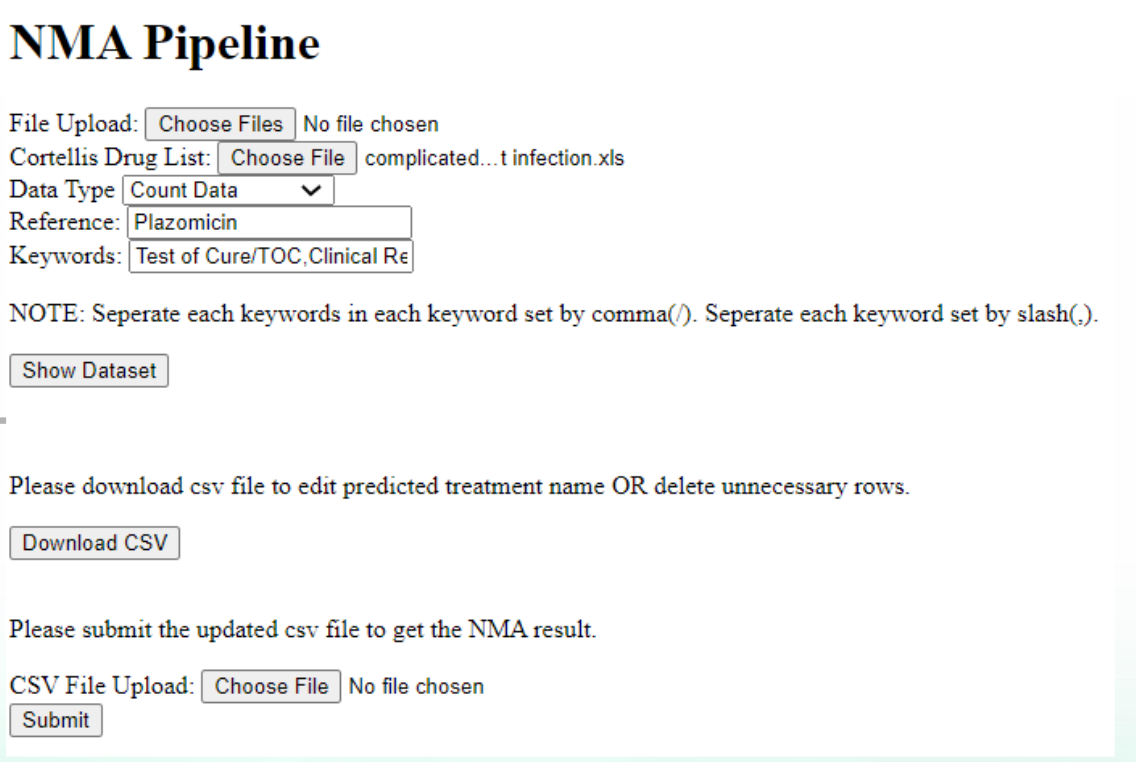 NMA Pipeline
File Upload: Choose Files No file chosen
Cortellis Drug List: Choose File complicated...t infection.xls
Data Type Count Data
Reference: Plazomicin
Keywords: Test of Cure/TOC,Clinical Re
NOTE: Seperate each keywords in each keyword set by comma(/). Seperate each keyword set by slash(,).
Show Dataset
Please download csv file to edit predicted treatment name OR delete unnecessary rows.
Download CSV
Please submit the updated csv file to get the NMA result.
CSV File Upload: Choose File No file chosen
Submit